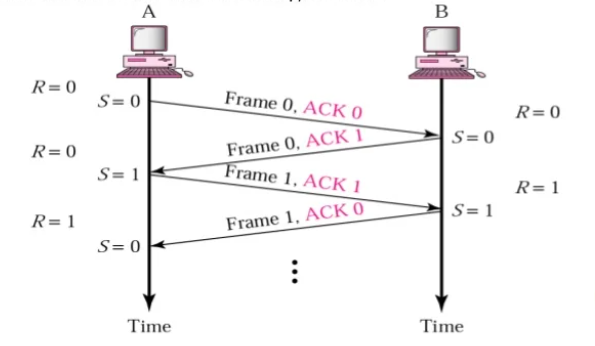 A B
R = 0
S = 0
Frame 0, ACK 0
R = 0
Frame 0, ACK 1
S = 0
R = 0
S = 1
Frame 1, ACK 1
R = 1
Frame 1, ACK 0
S = 1
R = 1
S = 0
Time Time